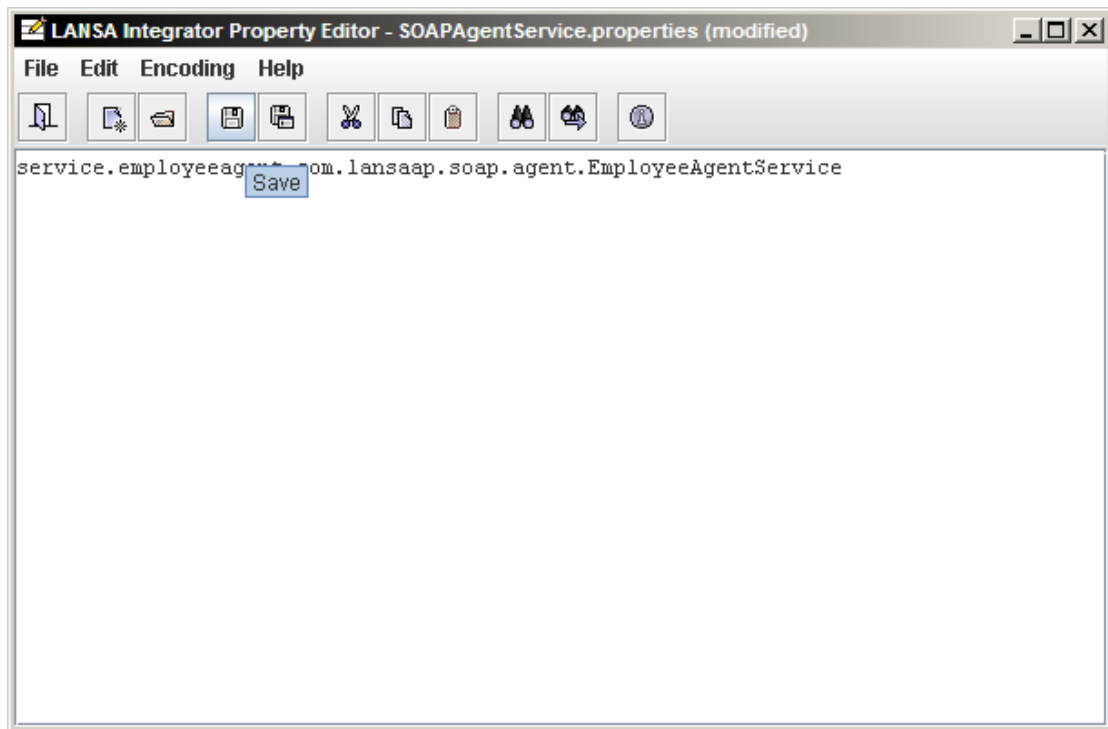 LANSA Integrator Property Editor - SOAPAgentService.properties (modified)
File Edit Encoding Help
service.employeeag om.lansaap.soap.agent.EmployeeAgentService
Save